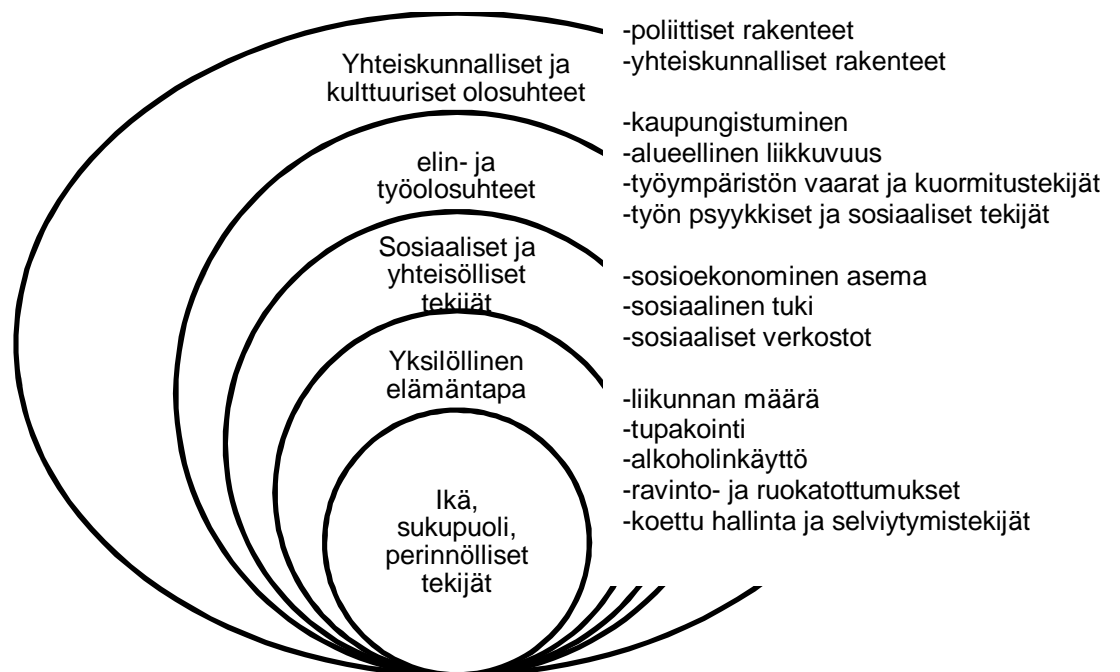 Yhteiskunnalliset ja
kulttuuriset olosuhteet
-poliittiset rakenteet
-yhteiskunnalliset rakenteet
elin- ja
työolosuhteet
-kaupungistuminen
-alueellinen liikkuvuus
-työympäristön vaarat ja kuormitustekijät
-työn psyykkiset ja sosiaaliset tekijät
Sosiaaliset ja
yhteisölliset
tekijät
-sosioekonominen asema
-sosiaalinen tuki
-sosiaaliset verkostot
Yksilöllinen
elämäntapa
-liikunnan määrä
-tupakointi
-alkoholinkäyttö
-ravinto- ja ruokatottumukset
-koettu hallinta ja selviytymistekijät
Ikä,
sukupuoli,
perinnölliset
tekijät